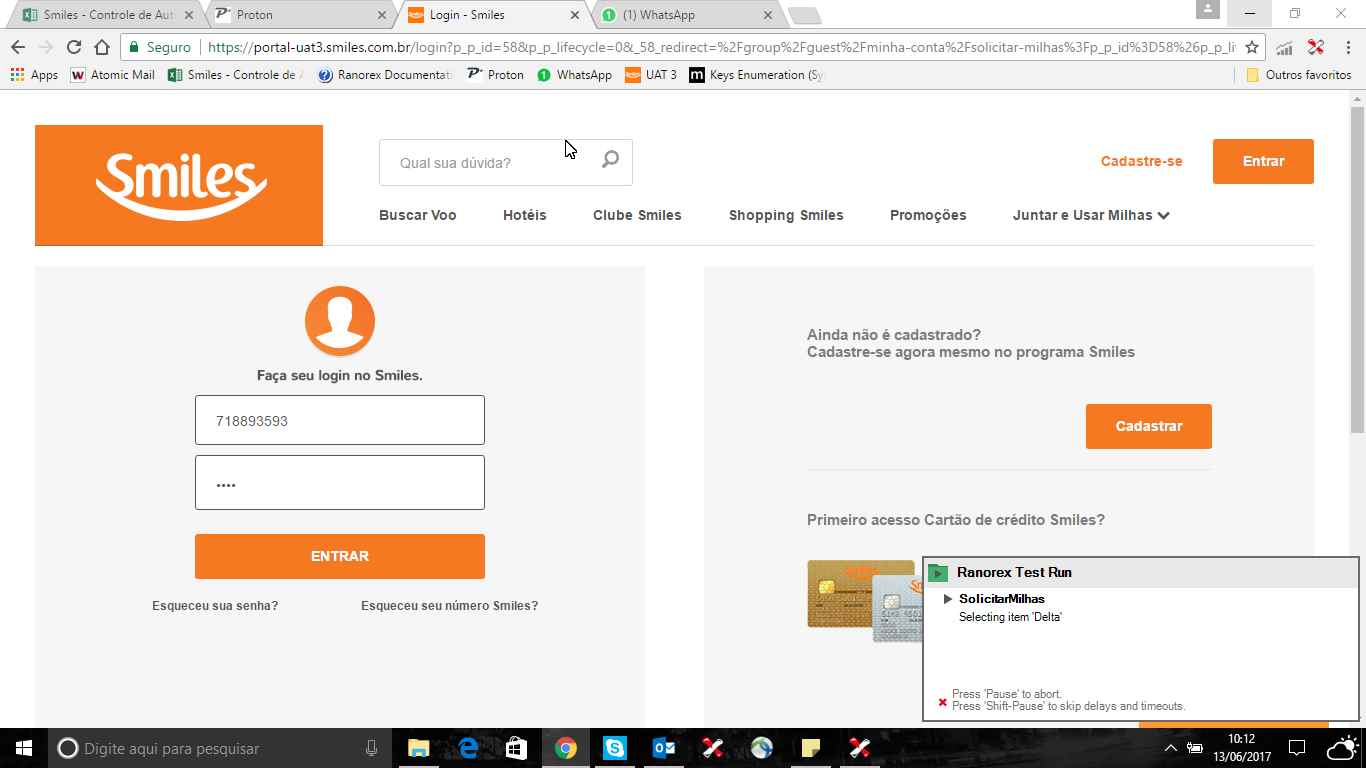 Smiles - Controle de Aut
Proton
Login - Smiles
(1) WhatsApp
Seguro
https://portal-uat3.smiles.com.br/login?p_p_id=58&p_p_lifecycle=0&_58_redirect=%2Fgroup%2Fguest%2Fminha-conta%2Fsolicitar-milhas%3Fp_p_id%3D58%26p_p_li
Apps
Atomic Mail
Smiles - Controle de A
Ranorex Documentati
Proton
WhatsApp
UAT 3
Keys Enumeration (Sy
Outros favoritos
Smiles
Qual sua dúvida?
Cadastre-se
Entrar
Buscar Voo
Hotéis
Clube Smiles
Shopping Smiles
Promoções
Juntar e Usar Milhas
Faça seu login no Smiles.
718893593
••••
ENTRAR
Esqueceu sua senha?
Esqueceu seu número Smiles?
Ainda não é cadastrado?
Cadastre-se agora mesmo no programa Smiles
Cadastrar
Primeiro acesso Cartão de crédito Smiles?
Ranorex Test Run
SolicitarMilhas
Selecting item 'Delta'
Press 'Pause' to abort.
Press 'Shift-Pause' to skip delays and timeouts.
Digite aqui para pesquisar
10:12
13/06/2017